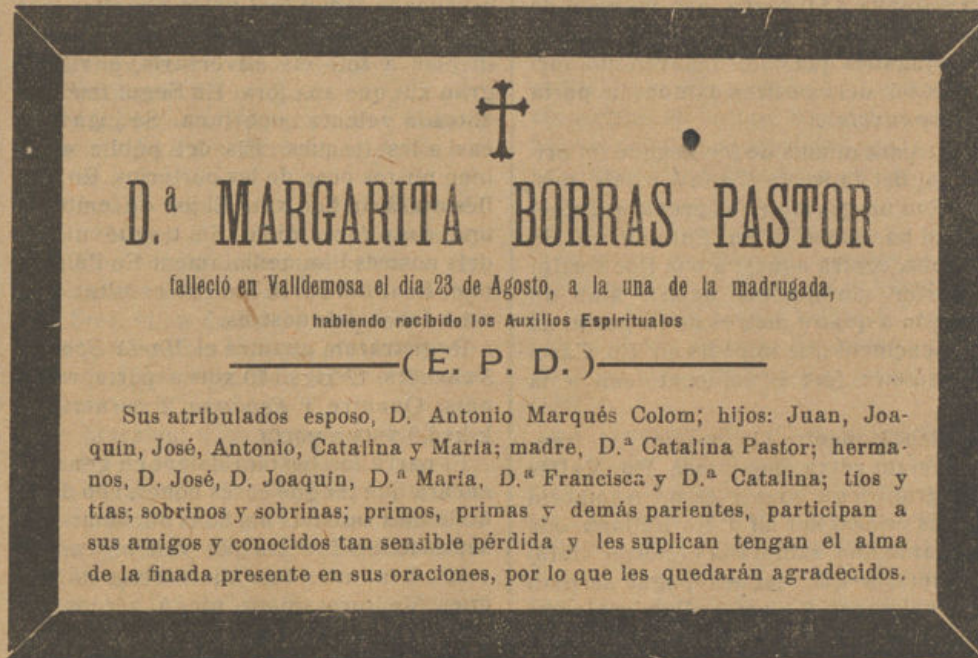 D.ª MARGARITA BORRAS PASTOR
falleció en Valldemosa el día 23 de Agosto, a la una de la madrugada,
habiendo recibido los Auxilios Espirituales
( E. P. D. )
Sus atribulados esposo, D. Antonio Marqués Colom; hijos: Juan, Joa-
quín, José, Antonio, Catalina y María; madre, D.ª Catalina Pastor; herma-
nos, D. José, D. Joaquín, D.ª María, D.ª Francisca y D.ª Catalina; tíos y
tías; sobrinos y sobrinas; primos, primas y demás parientes, participan a
sus amigos y conocidos tan sensible pérdida y les suplican tengan el alma
de la finada presente en sus oraciones, por lo que les quedarán agradecidos.